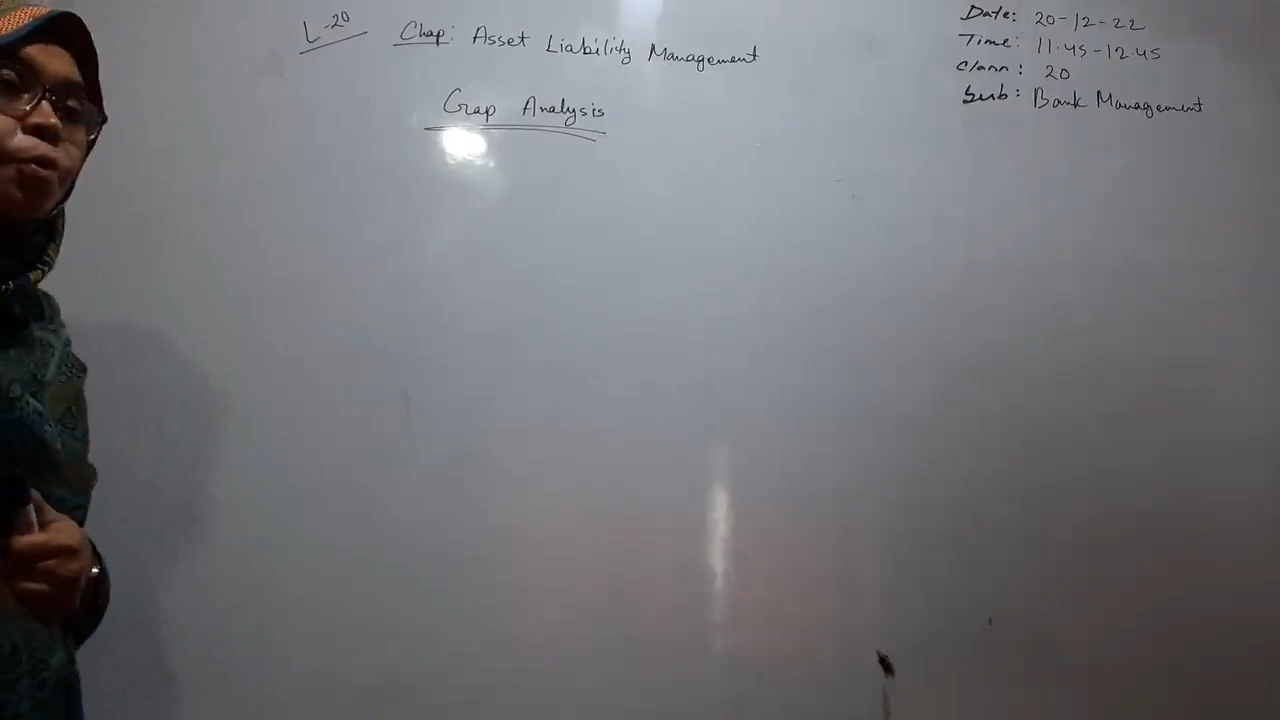 L-20
Chap: Asset Liability Management
Gap Analysis
Date: 20-12-22
Time: 11.45-12.45
Class: 20
Sub: Bank Management